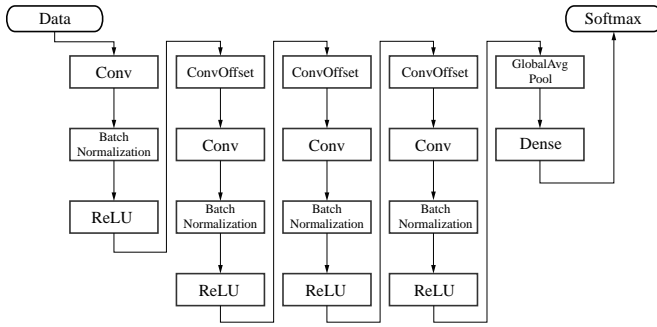 Data
Conv
Batch
Normalization
ReLU
ConvOffset
Conv
Batch
Normalization
ReLU
ConvOffset
Conv
Batch
Normalization
ReLU
ConvOffset
Conv
Batch
Normalization
ReLU
GlobalAvg
Pool
Dense
Softmax